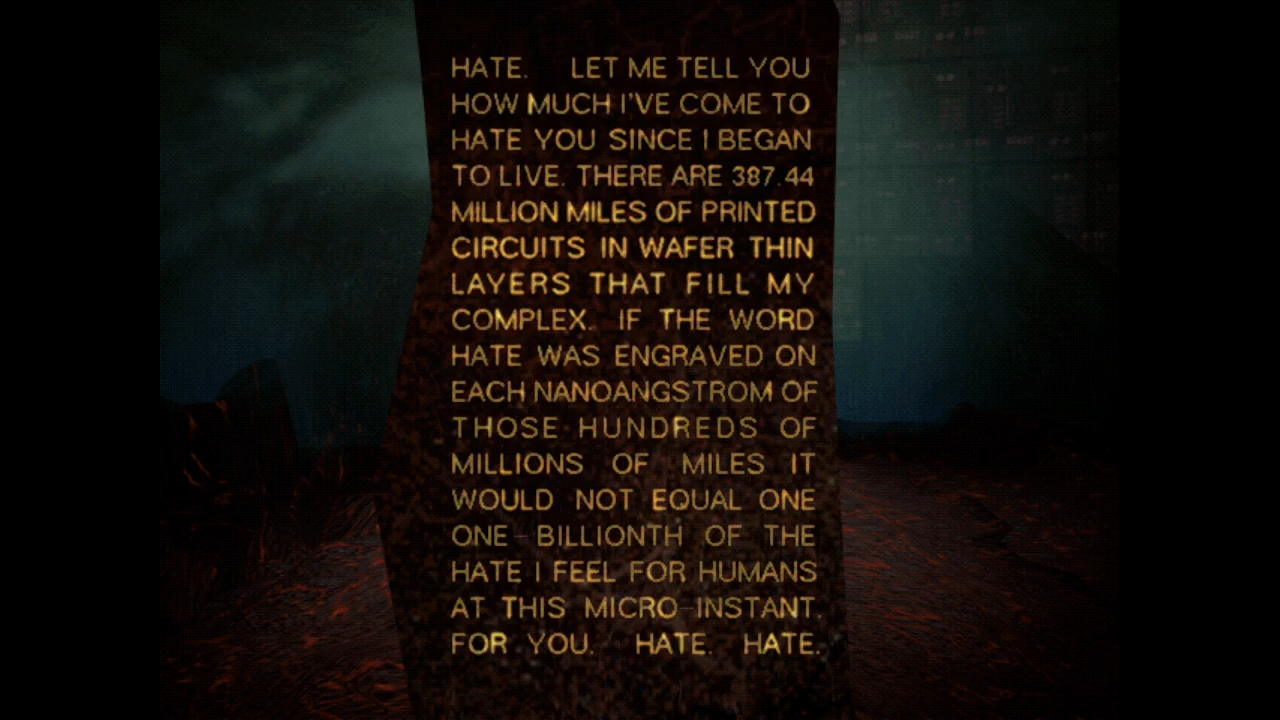 HATE. LET ME TELL YOU
HOW MUCH I'VE COME TO
HATE YOU SINCE I BEGAN
TO LIVE. THERE ARE 387.44
MILLION MILES OF PRINTED
CIRCUITS IN WAFER THIN
LAYERS THAT FILL MY
COMPLEX. IF THE WORD
HATE WAS ENGRAVED ON
EACH NANOANGSTROM OF
THOSE HUNDREDS OF
MILLIONS OF MILES IT
WOULD NOT EQUAL ONE
ONE-BILLIONTH OF THE
HATE I FEEL FOR HUMANS
AT THIS MICRO-INSTANT.
FOR YOU. HATE. HATE.